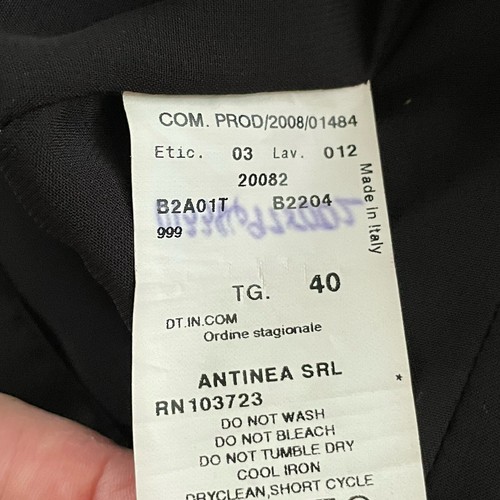 COM. PROD/2008/01484
Etic. 03 Lav. 012
20082
B2A01T B2204
999
Made in Italy
TG. 40
DT.IN.COM
Ordine stagionale
ANTINEA SRL
*
RN103723
DO NOT WASH
DO NOT BLEACH
DO NOT TUMBLE DRY
COOL IRON
DRYCLEAN,SHORT CYCLE